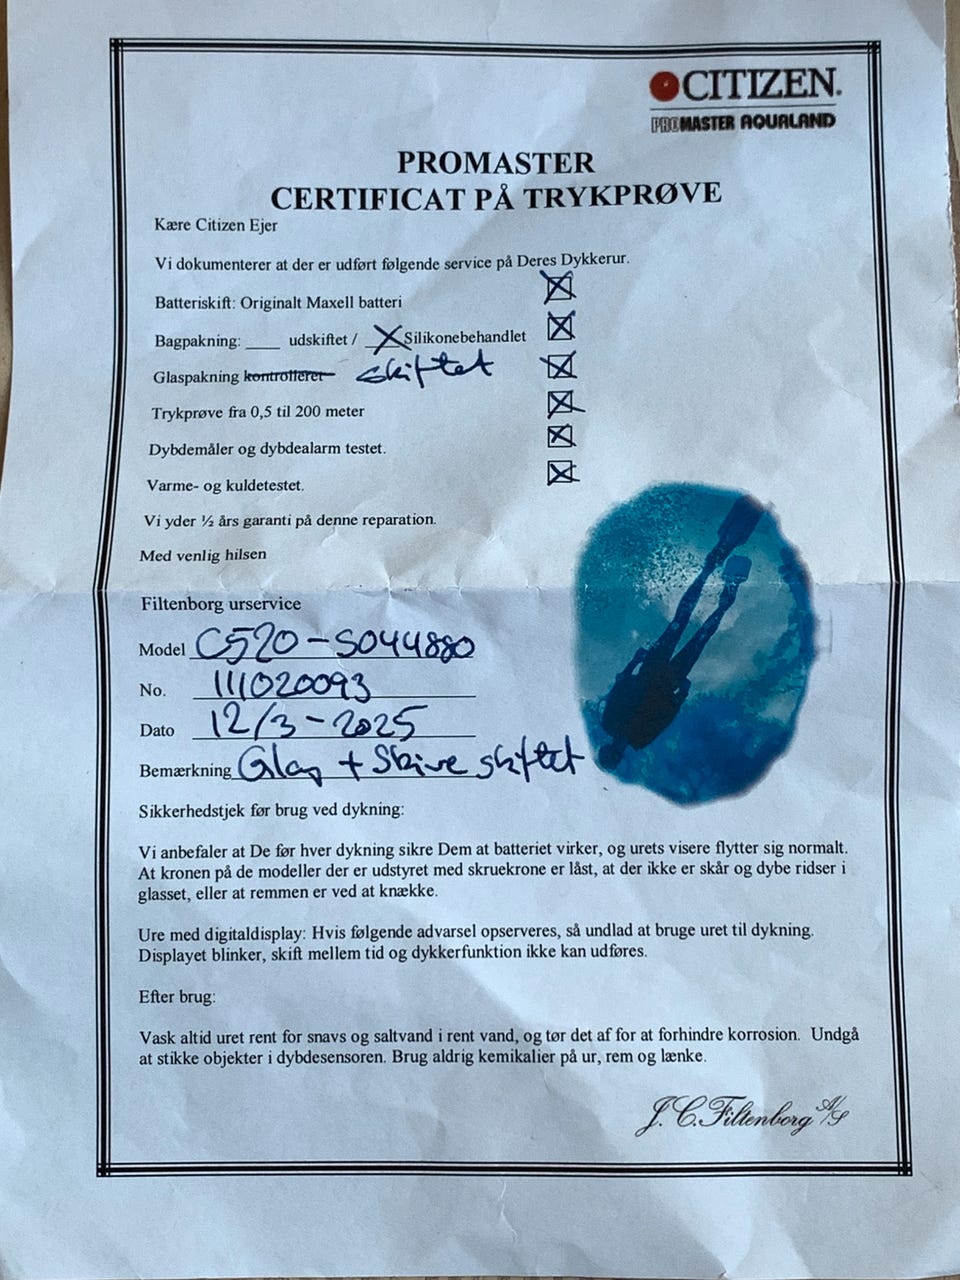 CITIZEN.
PROMASTER AQUALAND
PROMASTER
CERTIFICAT PÅ TRYKPRØVE
Kære Citizen Ejer
Vi dokumenterer at der er udført følgende service på Deres Dykkerur.
Batteriskift: Originalt Maxell batteri
Bagpakning: ____ udskiftet / X Silikonebehandlet
Glaspakning kontrolleret skiftet
Trykprøve fra 0,5 til 200 meter
Dybdemåler og dybdealarm testet.
Varme- og kuldetestet.
Vi yder ½ års garanti på denne reparation.
Med venlig hilsen
Filtenborg urservice
Model C520-S044880
No. 111020093
Dato 12/3-2025
Bemærkning Glas + Skive skiftet
Sikkerhedstjek før brug ved dykning:
Vi anbefaler at De før hver dykning sikre Dem at batteriet virker, og urets visere flytter sig normalt.
At kronen på de modeller der er udstyret med skruekrone er låst, at der ikke er skår og dybe ridser i
glasset, eller at remmen er ved at knække.
Ure med digitaldisplay: Hvis følgende advarsel opserveres, så undlad at bruge uret til dykning.
Displayet blinker, skift mellem tid og dykkerfunktion ikke kan udføres.
Efter brug:
Vask altid uret rent for snavs og saltvand i rent vand, og tør det af for at forhindre korrosion. Undgå
at stikke objekter i dybdesensoren. Brug aldrig kemikalier på ur, rem og lænke.
J. C. Filtenborg A/S